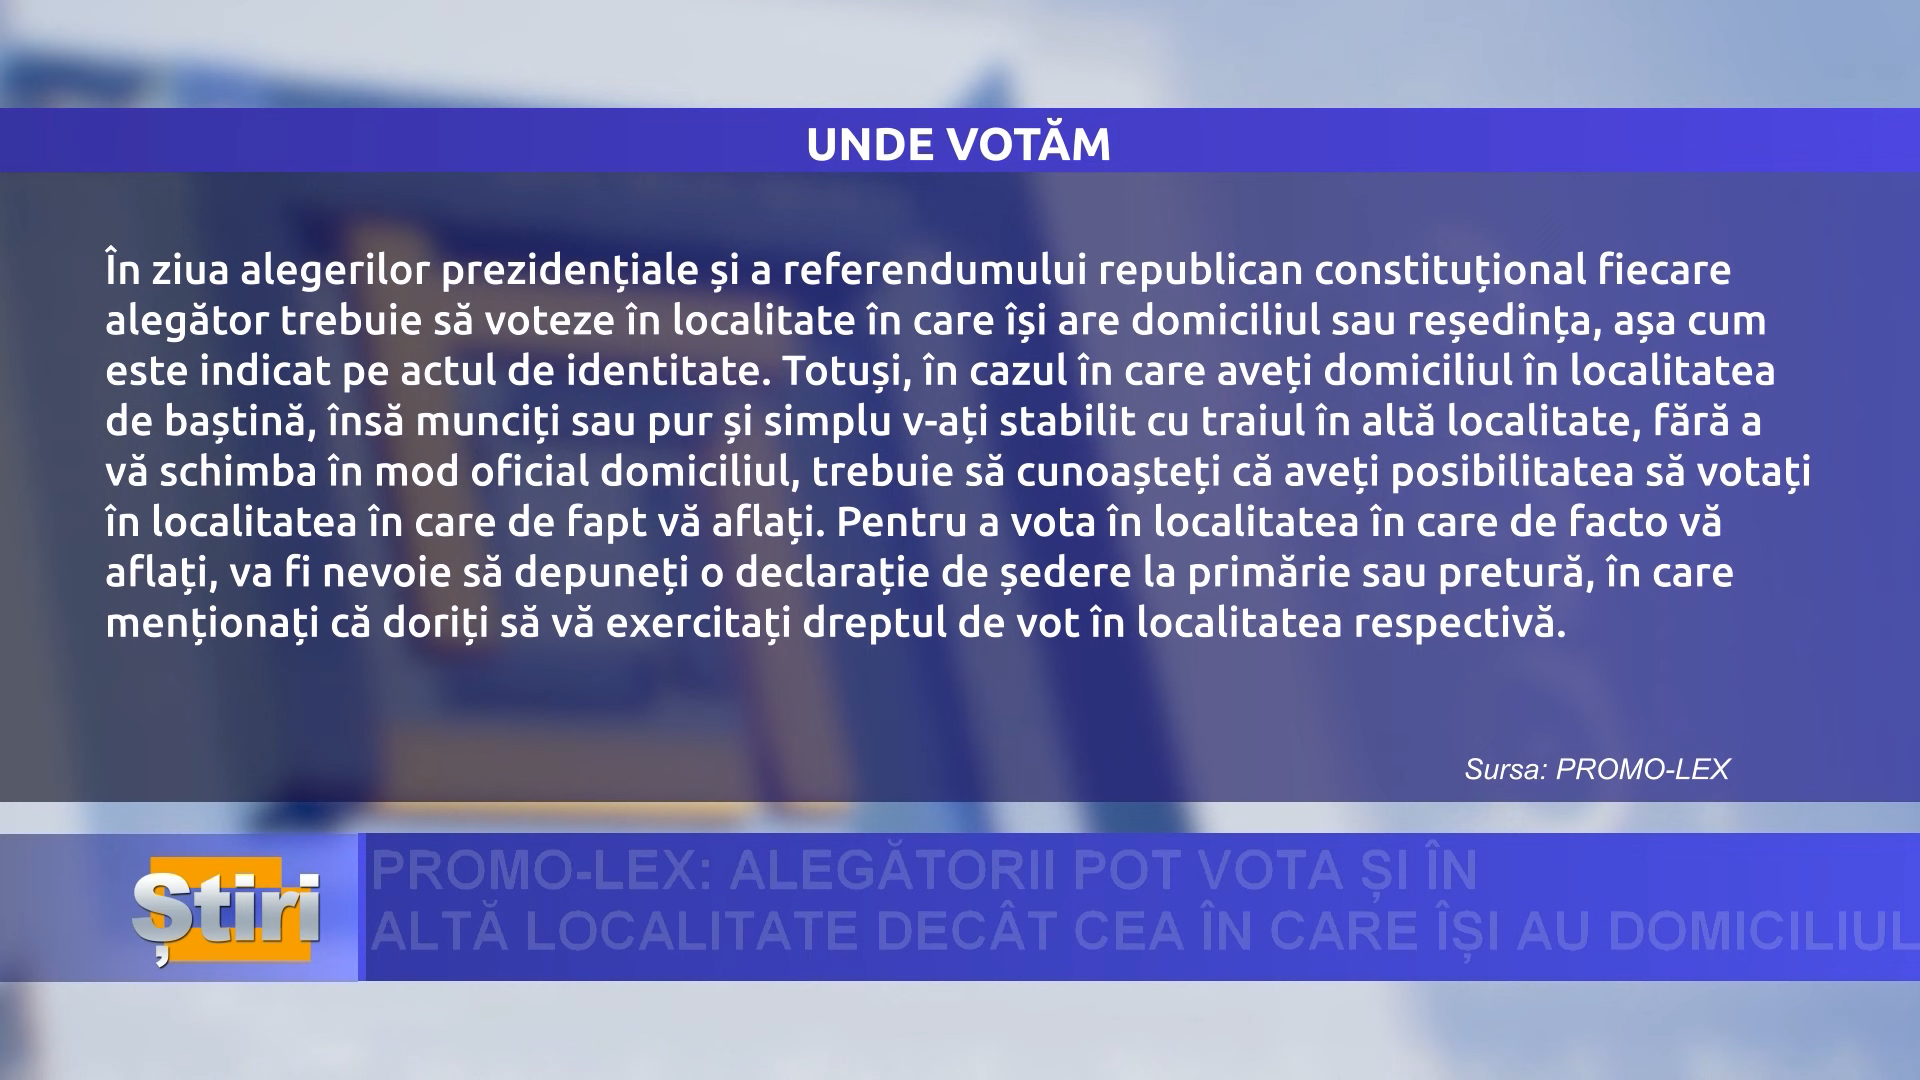 UNDE VOTĂM
În ziua alegerilor prezidențiale și a referendumului republican constituțional fiecare
alegător trebuie să voteze în localitate în care își are domiciliul sau reședința, așa cum
este indicat pe actul de identitate. Totuși, în cazul în care aveți domiciliul în localitatea
de baștină, însă munciți sau pur și simplu v-ați stabilit cu traiul în altă localitate, fără a
vă schimba în mod oficial domiciliul, trebuie să cunoașteți că aveți posibilitatea să votați
în localitatea în care de fapt vă aflați. Pentru a vota în localitatea în care de facto vă
aflați, va fi nevoie să depuneți o declarație de ședere la primărie sau pretură, în care
menționați că doriți să vă exercitați dreptul de vot în localitatea respectivă.
Sursa: PROMO-LEX
Știri
PROMO-LEX: ALEGĂTORII POT VOTA ȘI ÎN
ALTĂ LOCALITATE DECÂT CEA ÎN CARE ÎȘI AU DOMICILIUL